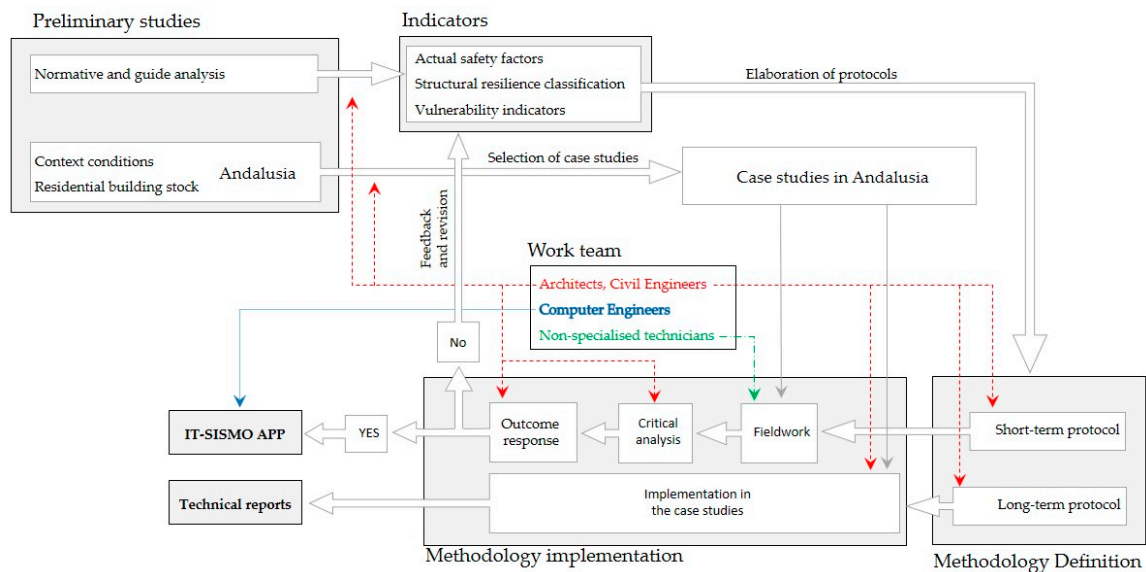 Preliminary studies
Indicators
Normative and guide analysis
Actual safety factors
Structural resilience classification
Vulnerability indicators
Elaboration of protocols
Context conditions
Residential building stock
Andalusia
Selection of case studies
Case studies in Andalusia
Feedback
and revision
Work team
Architects, Civil Engineers
Computer Engineers
Non-specialised technicians
No
IT-SISMO APP
YES
Outcome
response
Critical
analysis
Fieldwork
Short-term protocol
Technical reports
Implementation in
the case studies
Long-term protocol
Methodology implementation
Methodology Definition